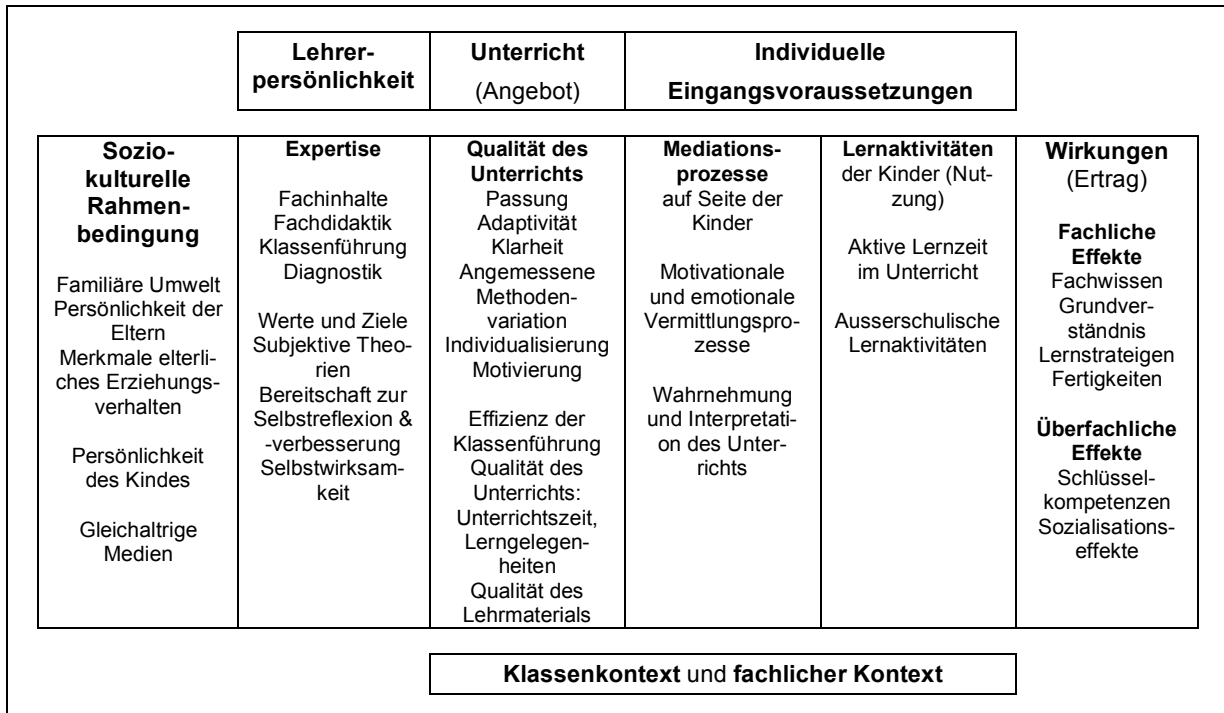 Lehrer-
persönlichkeit
Unterricht
(Angebot)
Individuelle
Eingangsvoraussetzungen
Sozio-
kulturelle
Rahmen-
bedingung
Familiäre Umwelt
Persönlichkeit der
Eltern
Merkmale elterli-
ches Erziehungs-
verhalten
Persönlichkeit
des Kindes
Gleichaltrige
Medien
Expertise
Fachinhalte
Fachdidaktik
Klassenführung
Diagnostik
Werte und Ziele
Subjektive Theo-
rien
Bereitschaft zur
Selbstreflexion &
-verbesserung
Selbstwirksam-
keit
Qualität des
Unterrichts
Passung
Adaptivität
Klarheit
Angemessene
Methoden-
variation
Individualisierung
Motivierung
Effizienz der
Klassenführung
Qualität des
Unterrichts:
Unterrichtszeit,
Lerngelegen-
heiten
Qualität des
Lehrmaterials
Mediations-
prozesse
auf Seite der
Kinder
Motivationale
und emotionale
Vermittlungspro-
zesse
Wahrnehmung
und Interpretati-
on des Unter-
richts
Lernaktivitäten
der Kinder (Nut-
zung)
Aktive Lernzeit
im Unterricht
Ausserschulische
Lernaktivitäten
Wirkungen
(Ertrag)
Fachliche
Effekte
Fachwissen
Grundver-
ständnis
Lernstrateigen
Fertigkeiten
Überfachliche
Effekte
Schlüssel-
kompetenzen
Sozialisations-
effekte
Klassenkontext und fachlicher Kontext